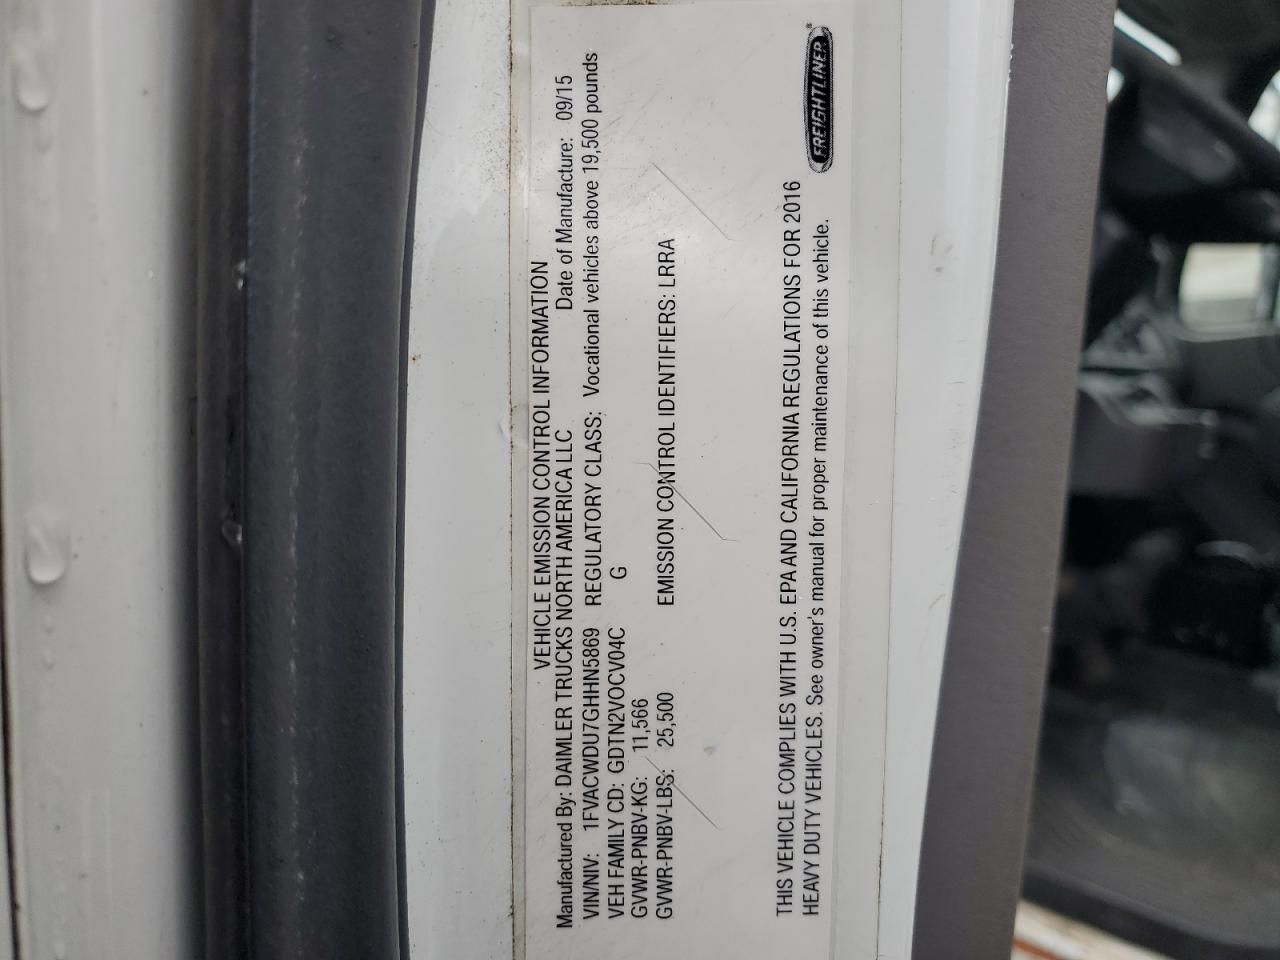 VEHICLE EMISSION CONTROL INFORMATION
Manufactured By: DAIMLER TRUCKS NORTH AMERICA LLC Date of Manufacture: 09/15
VIN/NIV: 1FVACWDU7GHHN5869 REGULATORY CLASS: Vocational vehicles above 19,500 pounds
VEH FAMILY CD: GDTN2VOCV04C G
GVWR-PNBV-KG: 11,566
GVWR-PNBV-LBS: 25,500 EMISSION CONTROL IDENTIFIERS: LRRA
THIS VEHICLE COMPLIES WITH U.S. EPA AND CALIFORNIA REGULATIONS FOR 2016
HEAVY DUTY VEHICLES. See owner's manual for proper maintenance of this vehicle.
FREIGHTLINER